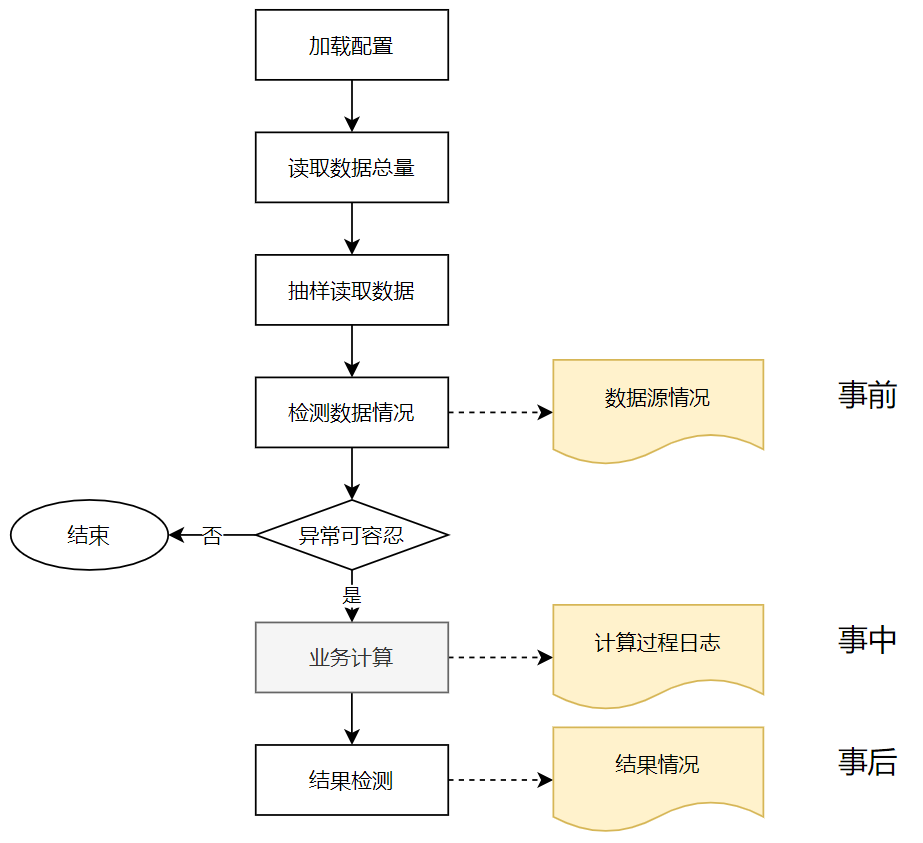 加载配置
读取数据总量
抽样读取数据
检测数据情况
数据源情况
事前
结束
否
异常可容忍
是
业务计算
计算过程日志
事中
结果检测
结果情况
事后